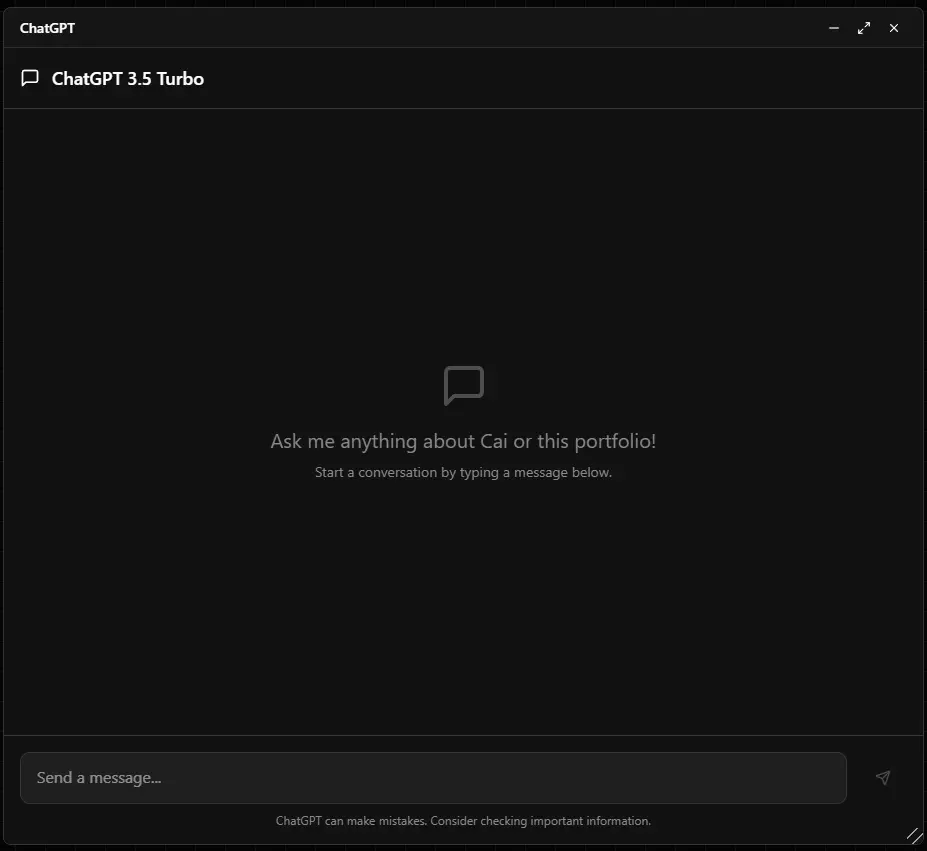 ChatGPT
ChatGPT 3.5 Turbo
Ask me anything about Cai or this portfolio!
Start a conversation by typing a message below.
Send a message...
ChatGPT can make mistakes. Consider checking important information.